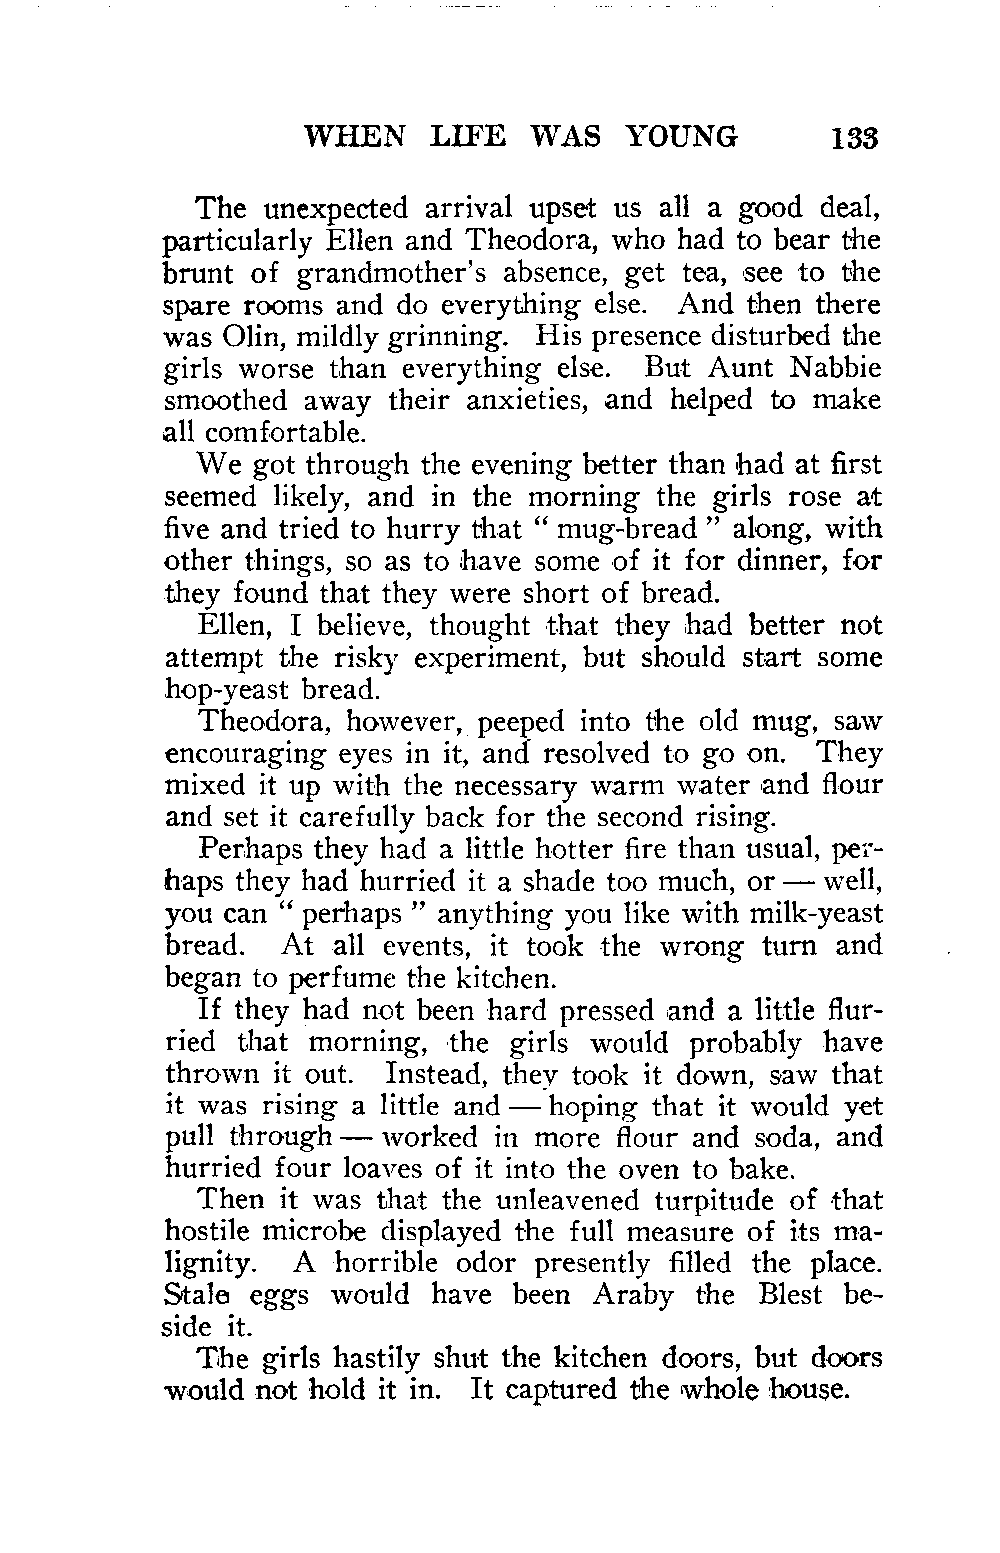 WHEN LIFE WAS YOUNG 133
The unexpected arrival upset us all a good deal,
particularly Ellen and Theodora, who had to bear the
brunt of grandmother's absence, get tea, see to the
spare rooms and do everything else. And then there
was Olin, mildly grinning. His presence disturbed the
girls worse than everything else. But Aunt Nabbie
smoothed away their anxieties, and helped to make
all comfortable.
We got through the evening better than had at first
seemed likely, and in the morning the girls rose at
five and tried to hurry that “ mug-bread ” along, with
other things, so as to have some of it for dinner, for
they found that they were short of bread.
Ellen, I believe, thought that they had better not
attempt the risky experiment, but should start some
hop-yeast bread.
Theodora, however, peeped into the old mug, saw
encouraging eyes in it, and resolved to go on. They
mixed it up with the necessary warm water and flour
and set it carefully back for the second rising.
Perhaps they had a little hotter fire than usual, per-
haps they had hurried it a shade too much, or — well,
you can “ perhaps ” anything you like with milk-yeast
bread. At all events, it took the wrong turn and
began to perfume the kitchen.
If they had not been hard pressed and a little flur-
ried that morning, the girls would probably have
thrown it out. Instead, they took it down, saw that
it was rising a little and — hoping that it would yet
pull through — worked in more flour and soda, and
hurried four loaves of it into the oven to bake.
Then it was that the unleavened turpitude of that
hostile microbe displayed the full measure of its ma-
lignity. A horrible odor presently filled the place.
Stale eggs would have been Araby the Blest be-
side it.
The girls hastily shut the kitchen doors, but doors
would not hold it in. It captured the whole house.